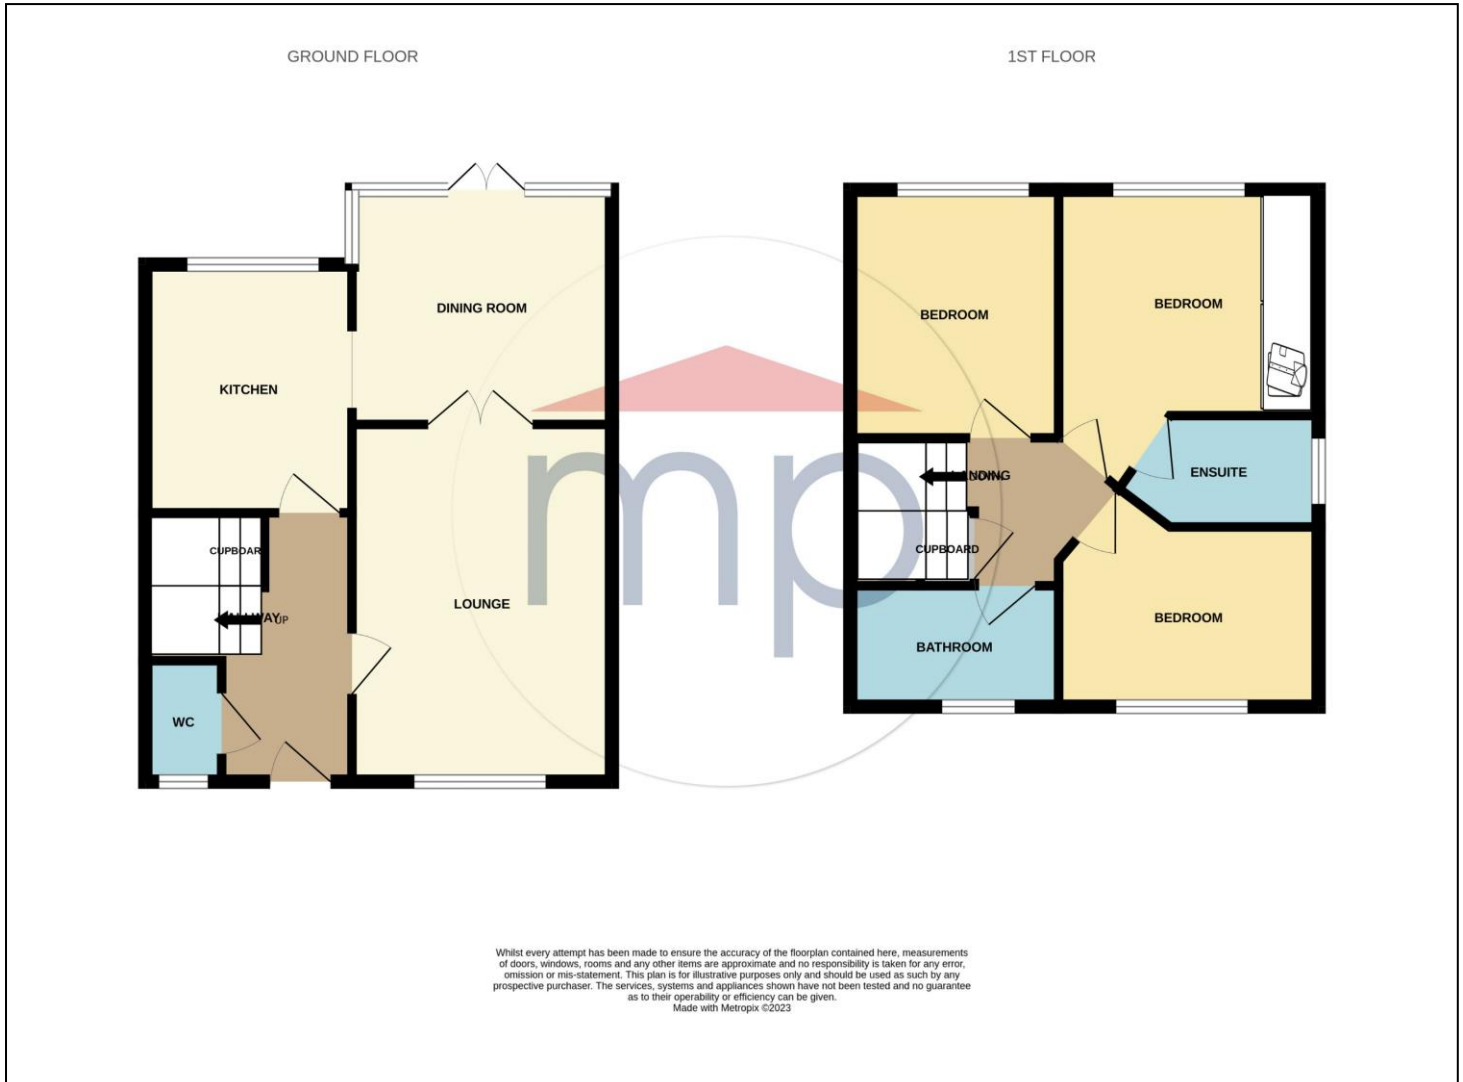 GROUND FLOOR
1ST FLOOR
DINING ROOM
KITCHEN
CUPBOAR
LOUNGE
UP
WC
BEDROOM
BEDROOM
ENSUITE
LANDING
CUPBOARD
BEDROOM
BATHROOM
mp
Whilst every attempt has been made to ensure the accuracy of the floorplan contained here, measurements
of doors, windows, rooms and any other items are approximate and no responsibility is taken for any error,
omission or mis-statement. This plan is for illustrative purposes only and should be used as such by any
prospective purchaser. The services, systems and appliances shown have not been tested and no guarantee
as to their operability or efficiency can be given.
Made with Metropix ©2023